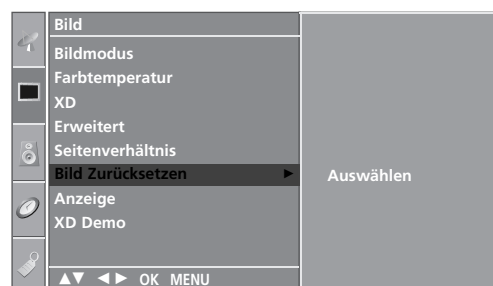 Bild
Bildmodus
Farbtemperatur
XD
Erweitert
Seitenverhältnis
Bild Zurücksetzen ►
Auswählen
Anzeige
XD Demo
▲▼ ◄► OK MENU